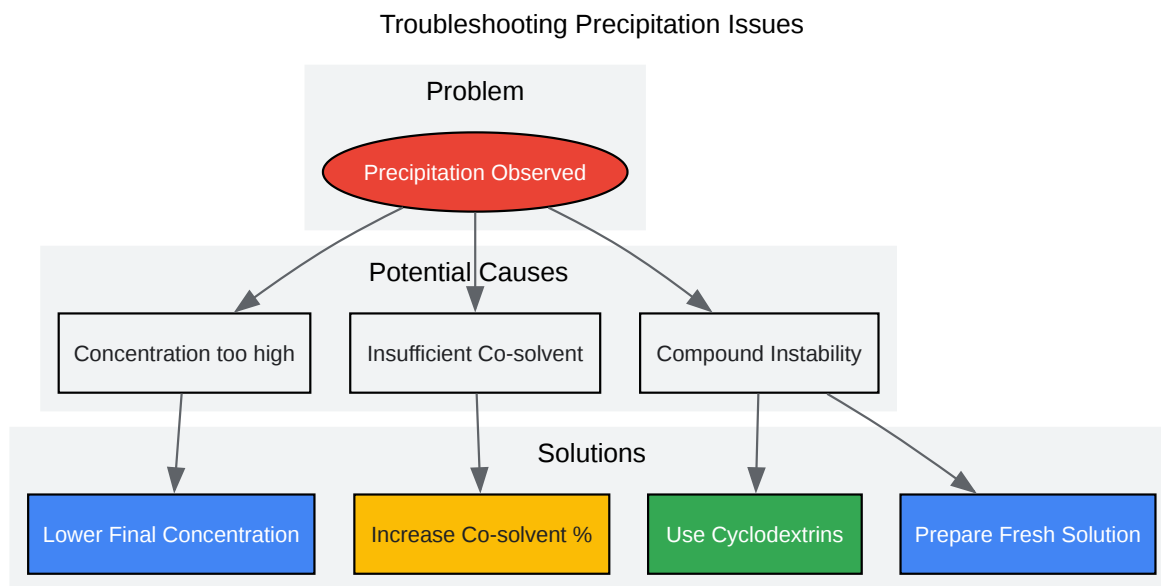 Troubleshooting Precipitation Issues
Problem
Precipitation Observed
Potential Causes
Concentration too high
Insufficient Co-solvent
Compound Instability
Solutions
Lower Final Concentration
Increase Co-solvent %
Use Cyclodextrins
Prepare Fresh Solution